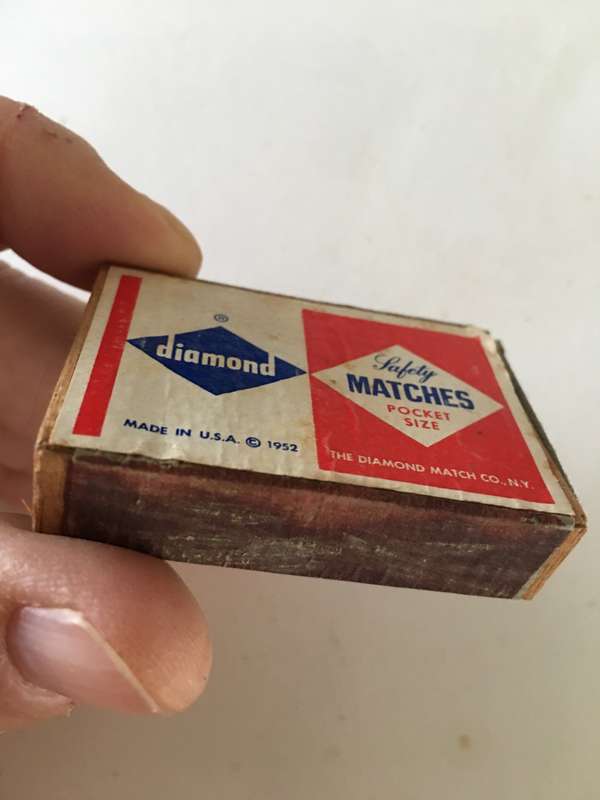 ®
diamond
MADE IN U.S.A. © 1952
Safety
MATCHES
POCKET
SIZE
THE DIAMOND MATCH CO., N.Y.